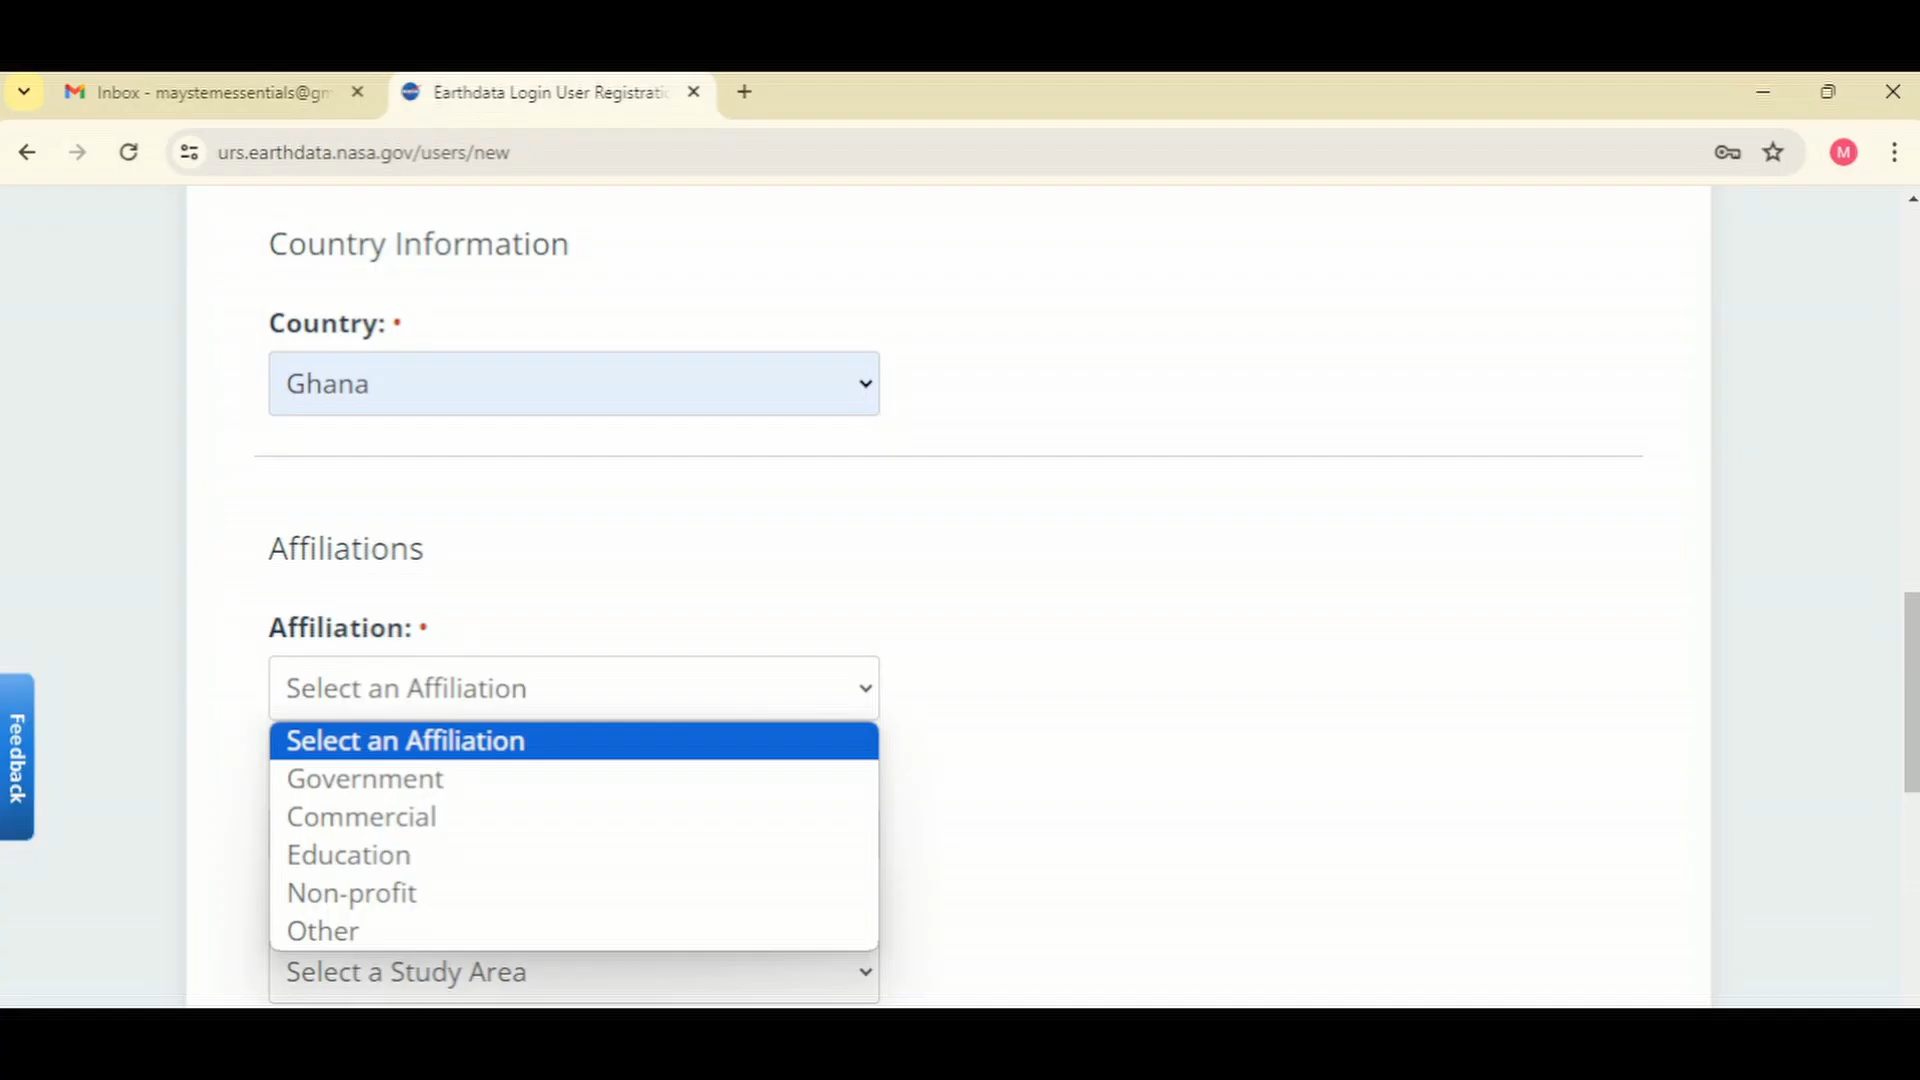 Inbox - maystemessentials@gm
Earthdata Login User Registratio
urs.earthdata.nasa.gov/users/new
M
Country Information
Country: •
Ghana
Affiliations
Affiliation: •
Select an Affiliation
Select an Affiliation
Government
Commercial
Education
Non-profit
Other
Select a Study Area
Feedback